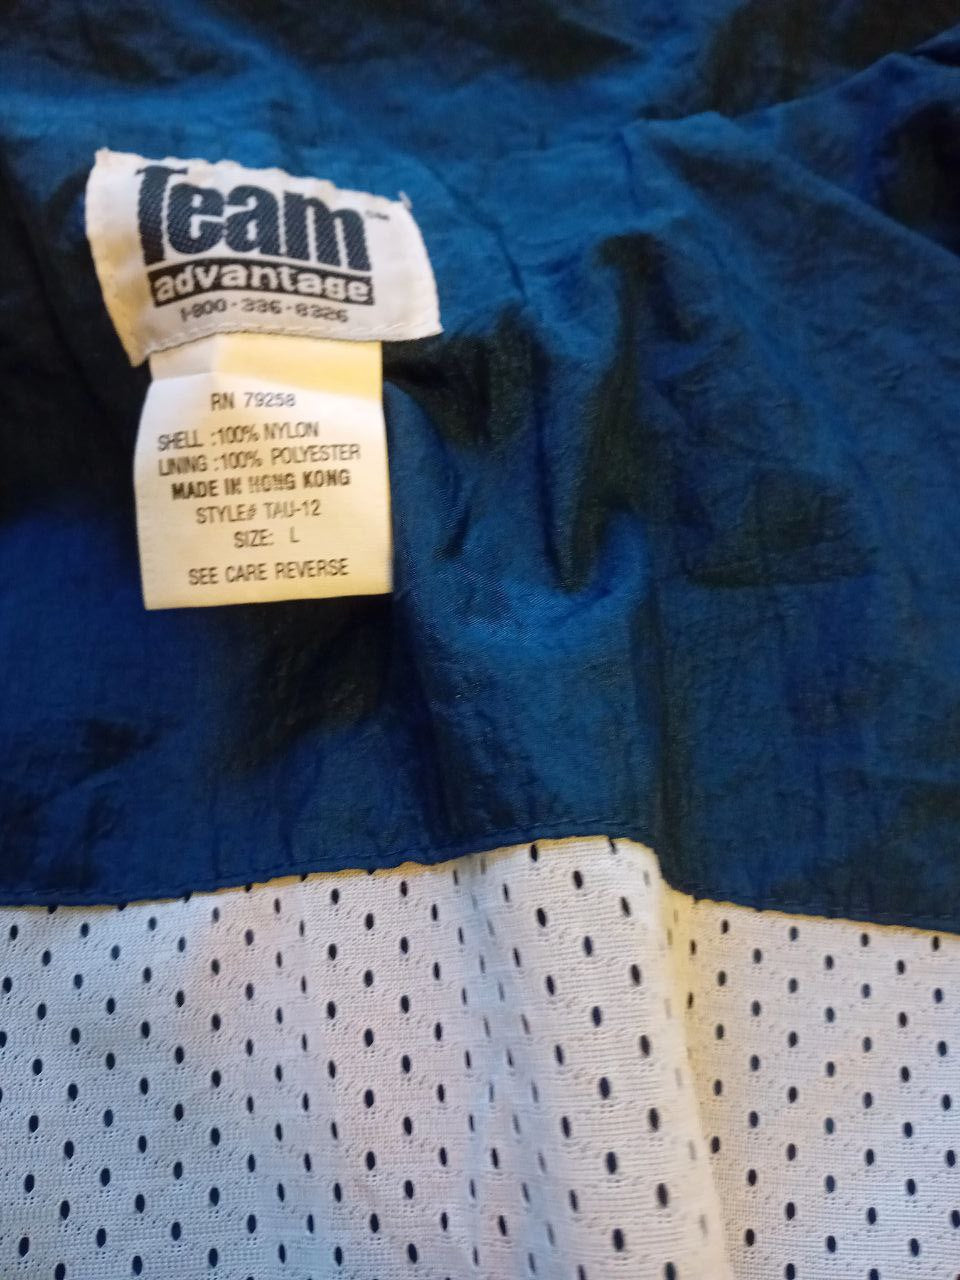 Team
advantage
1-800-336-8326
RN 79258
SHELL :100% NYLON
LINING :100% POLYESTER
MADE IN HONG KONG
STYLE# TAU-12
SIZE: L
SEE CARE REVERSE